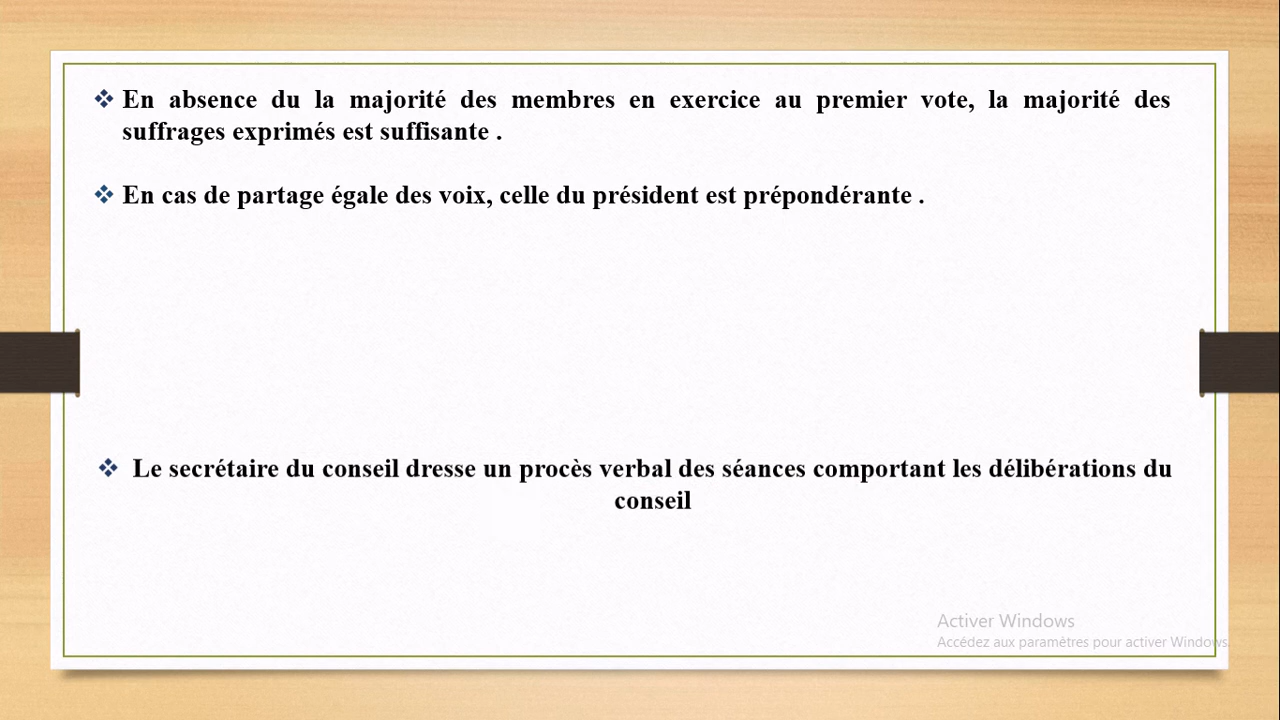 ❖ En absence du la majorité des membres en exercice au premier vote, la majorité des
suffrages exprimés est suffisante .
❖ En cas de partage égale des voix, celle du président est prépondérante .
❖ Le secrétaire du conseil dresse un procès verbal des séances comportant les délibérations du
conseil
Activer Windows
Accédez aux paramètres pour activer Windows.